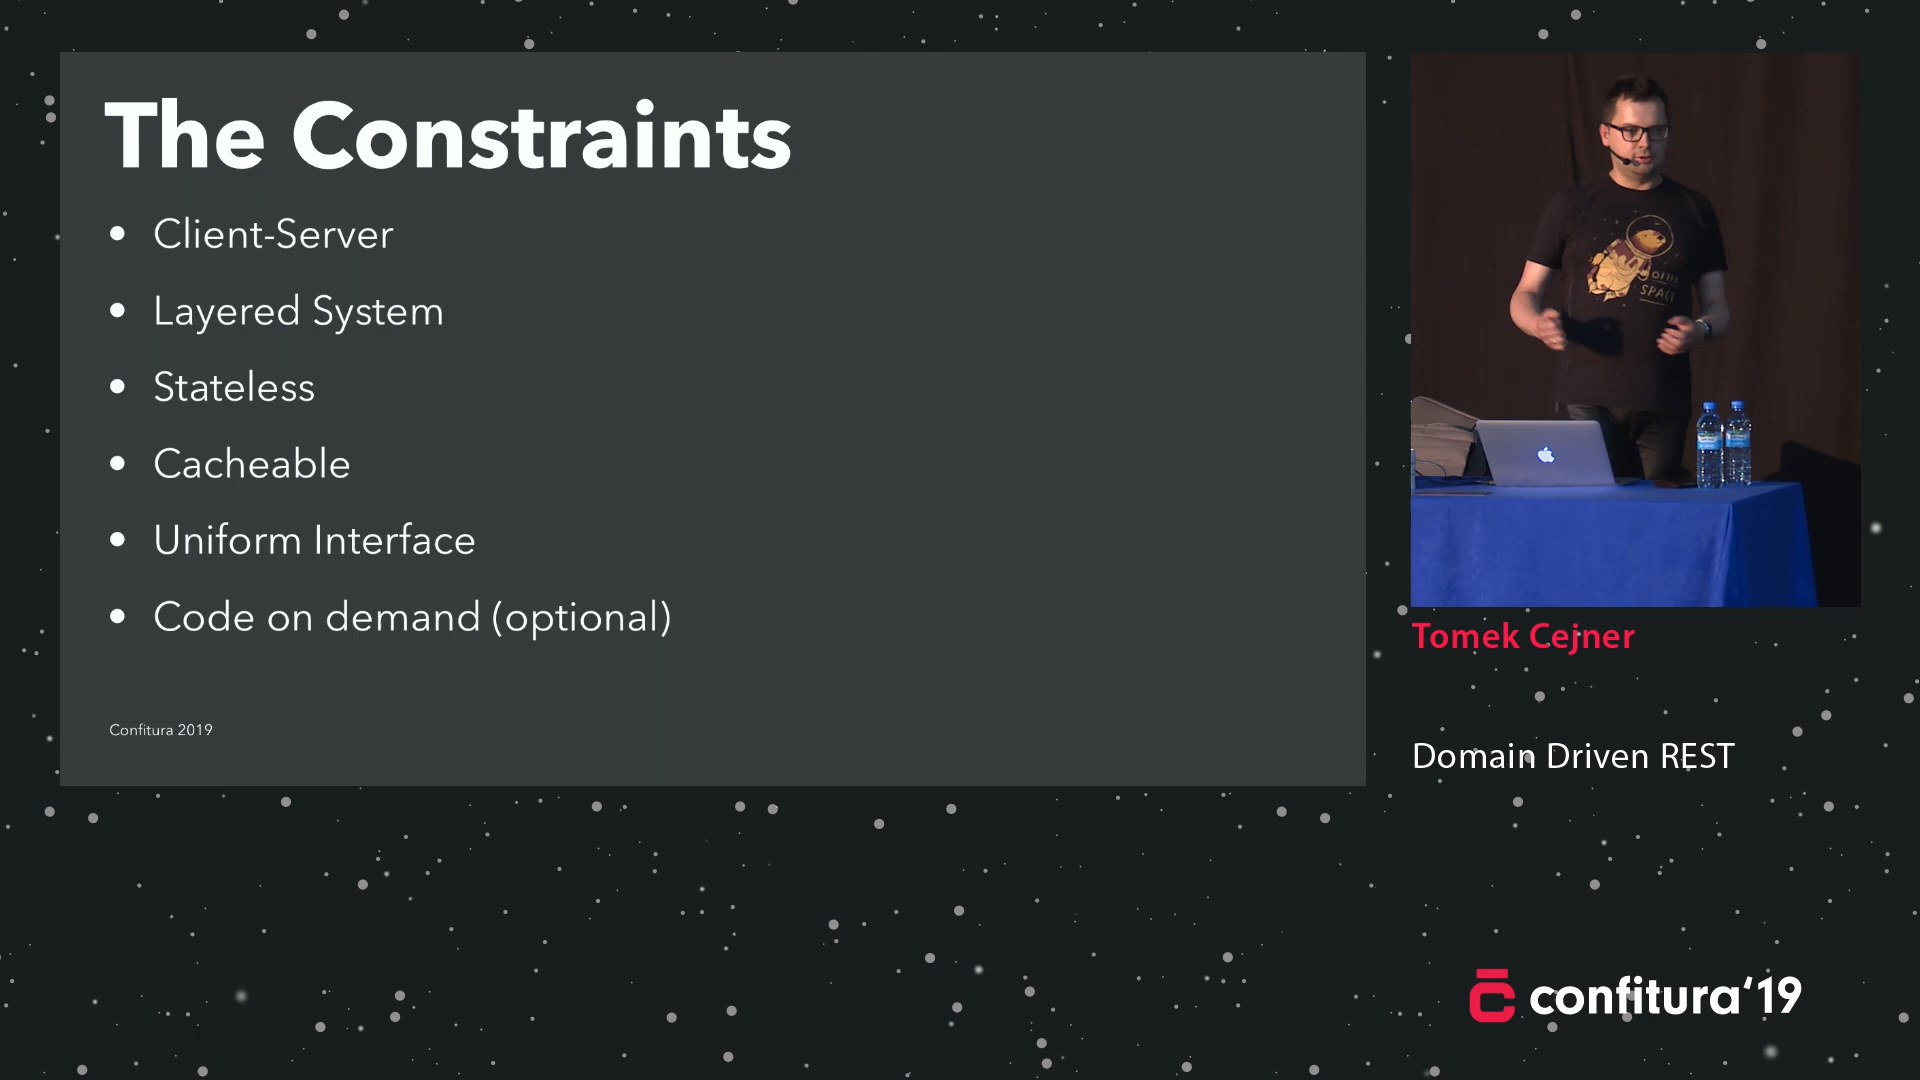 The Constraints
Client-Server
Layered System
Stateless
Cacheable
Uniform Interface
Code on demand (optional)
Confitura 2019
SPACE
Tomek Cejner
Domain Driven REST
confitura‘19